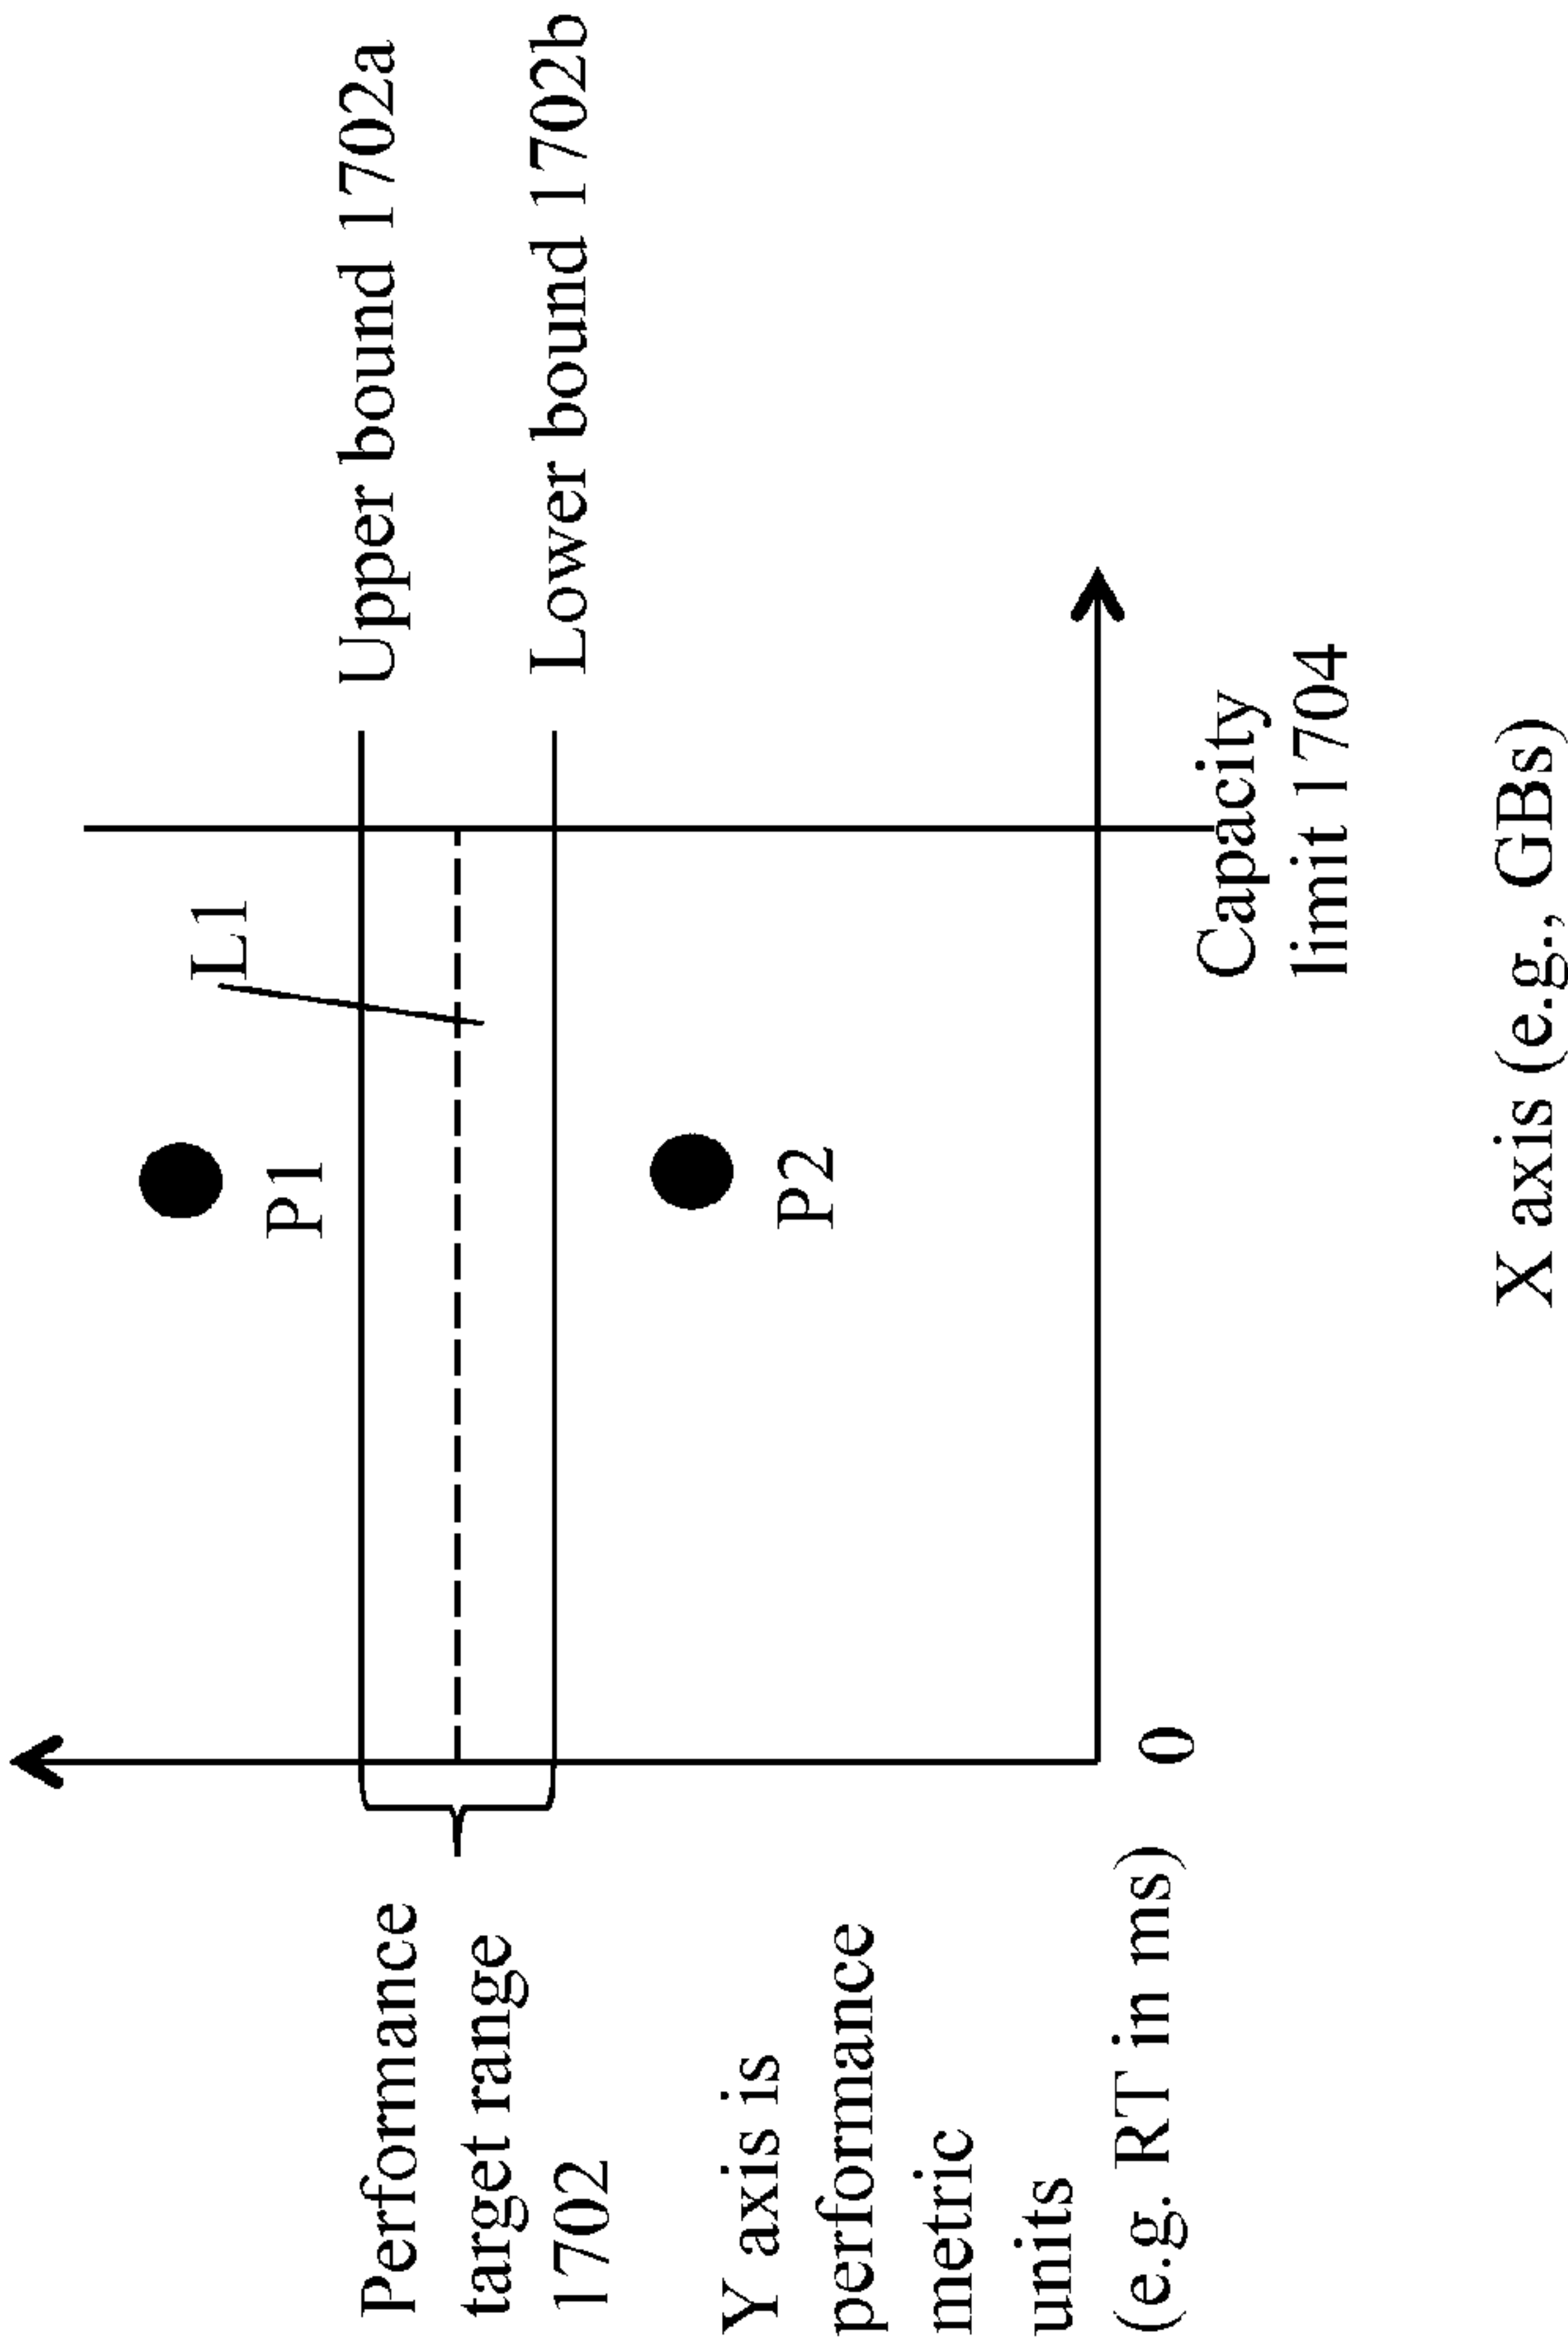 Performance
target range
1702
Y axis is
performance
metric
units
(e.g. RT in ms)
L1
P1
P2
Upper bound 1702a
Lower bound 1702b
0
Capacity
limit 1704
X axis (e.g., GBs)